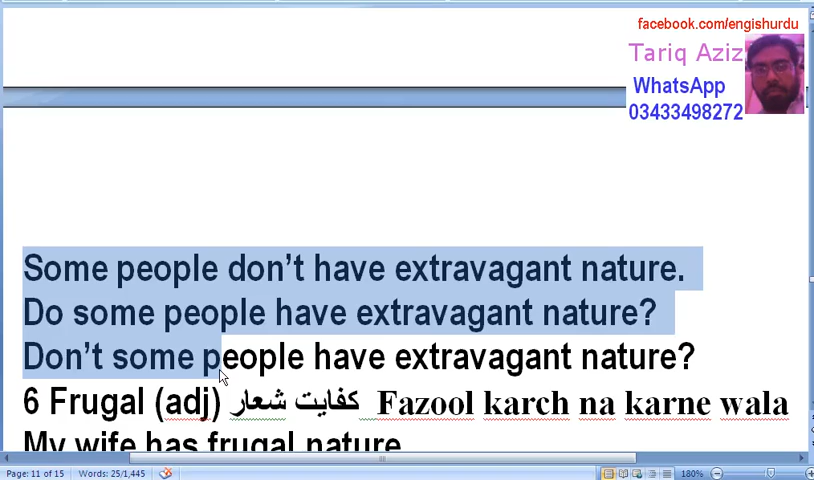 facebook.com/engishurdu
Tariq Aziz
WhatsApp
03433498272
Some people don't have extravagant nature.
Do some people have extravagant nature?
Don't some people have extravagant nature?
6 Frugal (adj) کفایت شعار Fazool karch na karne wala
My wife has frugal nature.
Page: 11 of 15 Words: 25/1,445 180%